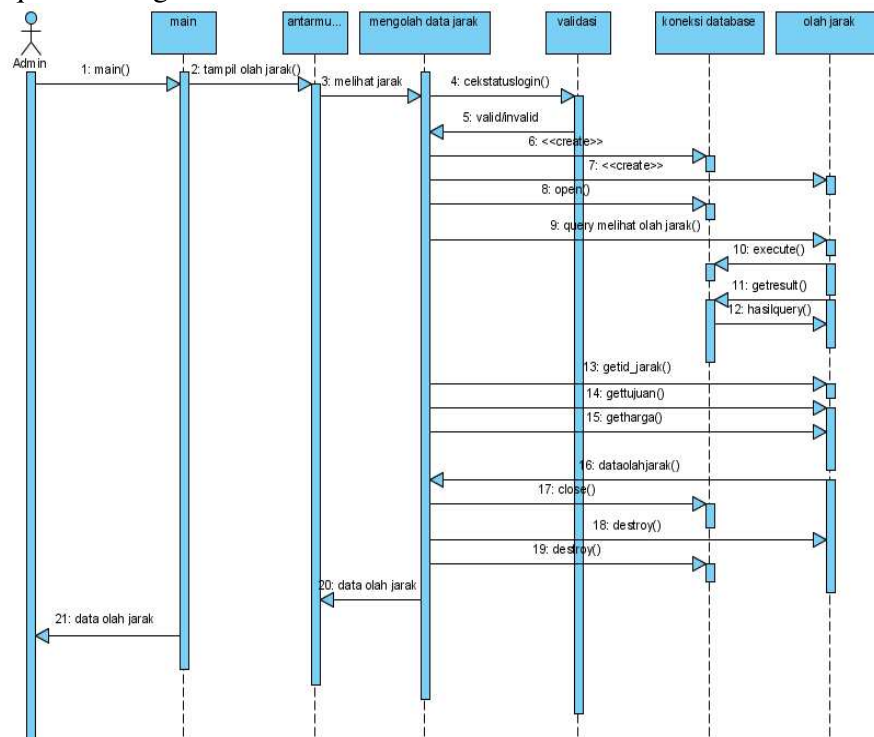 main
antarmu...
mengolah data jarak
validasi
koneksi database
olah jarak
Admin
1: main()
2: tampil olah jarak()
3: melihat jarak
4: cekstatuslogin()
5: valid/invalid
6: <<create>>
7: <<create>>
8: open()
9: query melihat olah jarak()
10: execute()
11: getresult()
12: hasilquery()
13: getid_jarak()
14: gettujuan()
15: getharga()
16: dataolahjarak()
17: close()
18: destroy()
19: destroy()
20: data olah jarak
21: data olah jarak